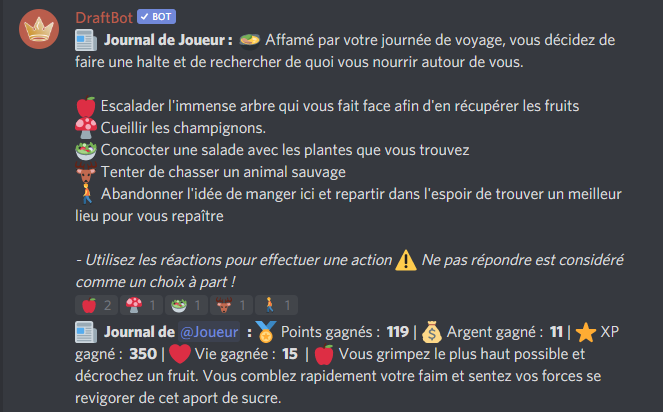 DraftBot ✓ BOT
Journal de Joueur : Affamé par votre journée de voyage, vous décidez de
faire une halte et de rechercher de quoi vous nourrir autour de vous.
Escalader l'immense arbre qui vous fait face afin d'en récupérer les fruits
Cueillir les champignons.
Concocter une salade avec les plantes que vous trouvez
Tenter de chasser un animal sauvage
Abandonner l'idée de manger ici et repartir dans l'espoir de trouver un meilleur
lieu pour vous repaître
- Utilisez les réactions pour effectuer une action ⚠️ Ne pas répondre est considéré
comme un choix à part !
2 1 1 1 1
Journal de @Joueur : Points gagnés : 119 | Argent gagné : 11 | XP
gagné : 350 | Vie gagnée : 15 | Vous grimpez le plus haut possible et
décrochez un fruit. Vous comblez rapidement votre faim et sentez vos forces se
revigorer de cet aport de sucre.